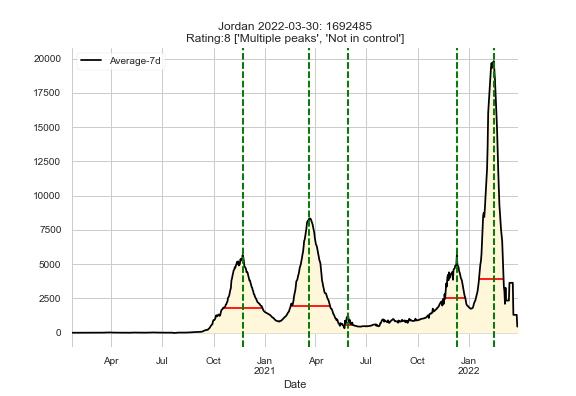 Jordan 2022-03-30: 1692485
Rating:8 ['Multiple peaks', 'Not in control']
Average-7d
20000
17500
15000
12500
10000
7500
5000
2500
0
Apr Jul Oct Jan Apr Jul Oct Jan
2021 2022
Date